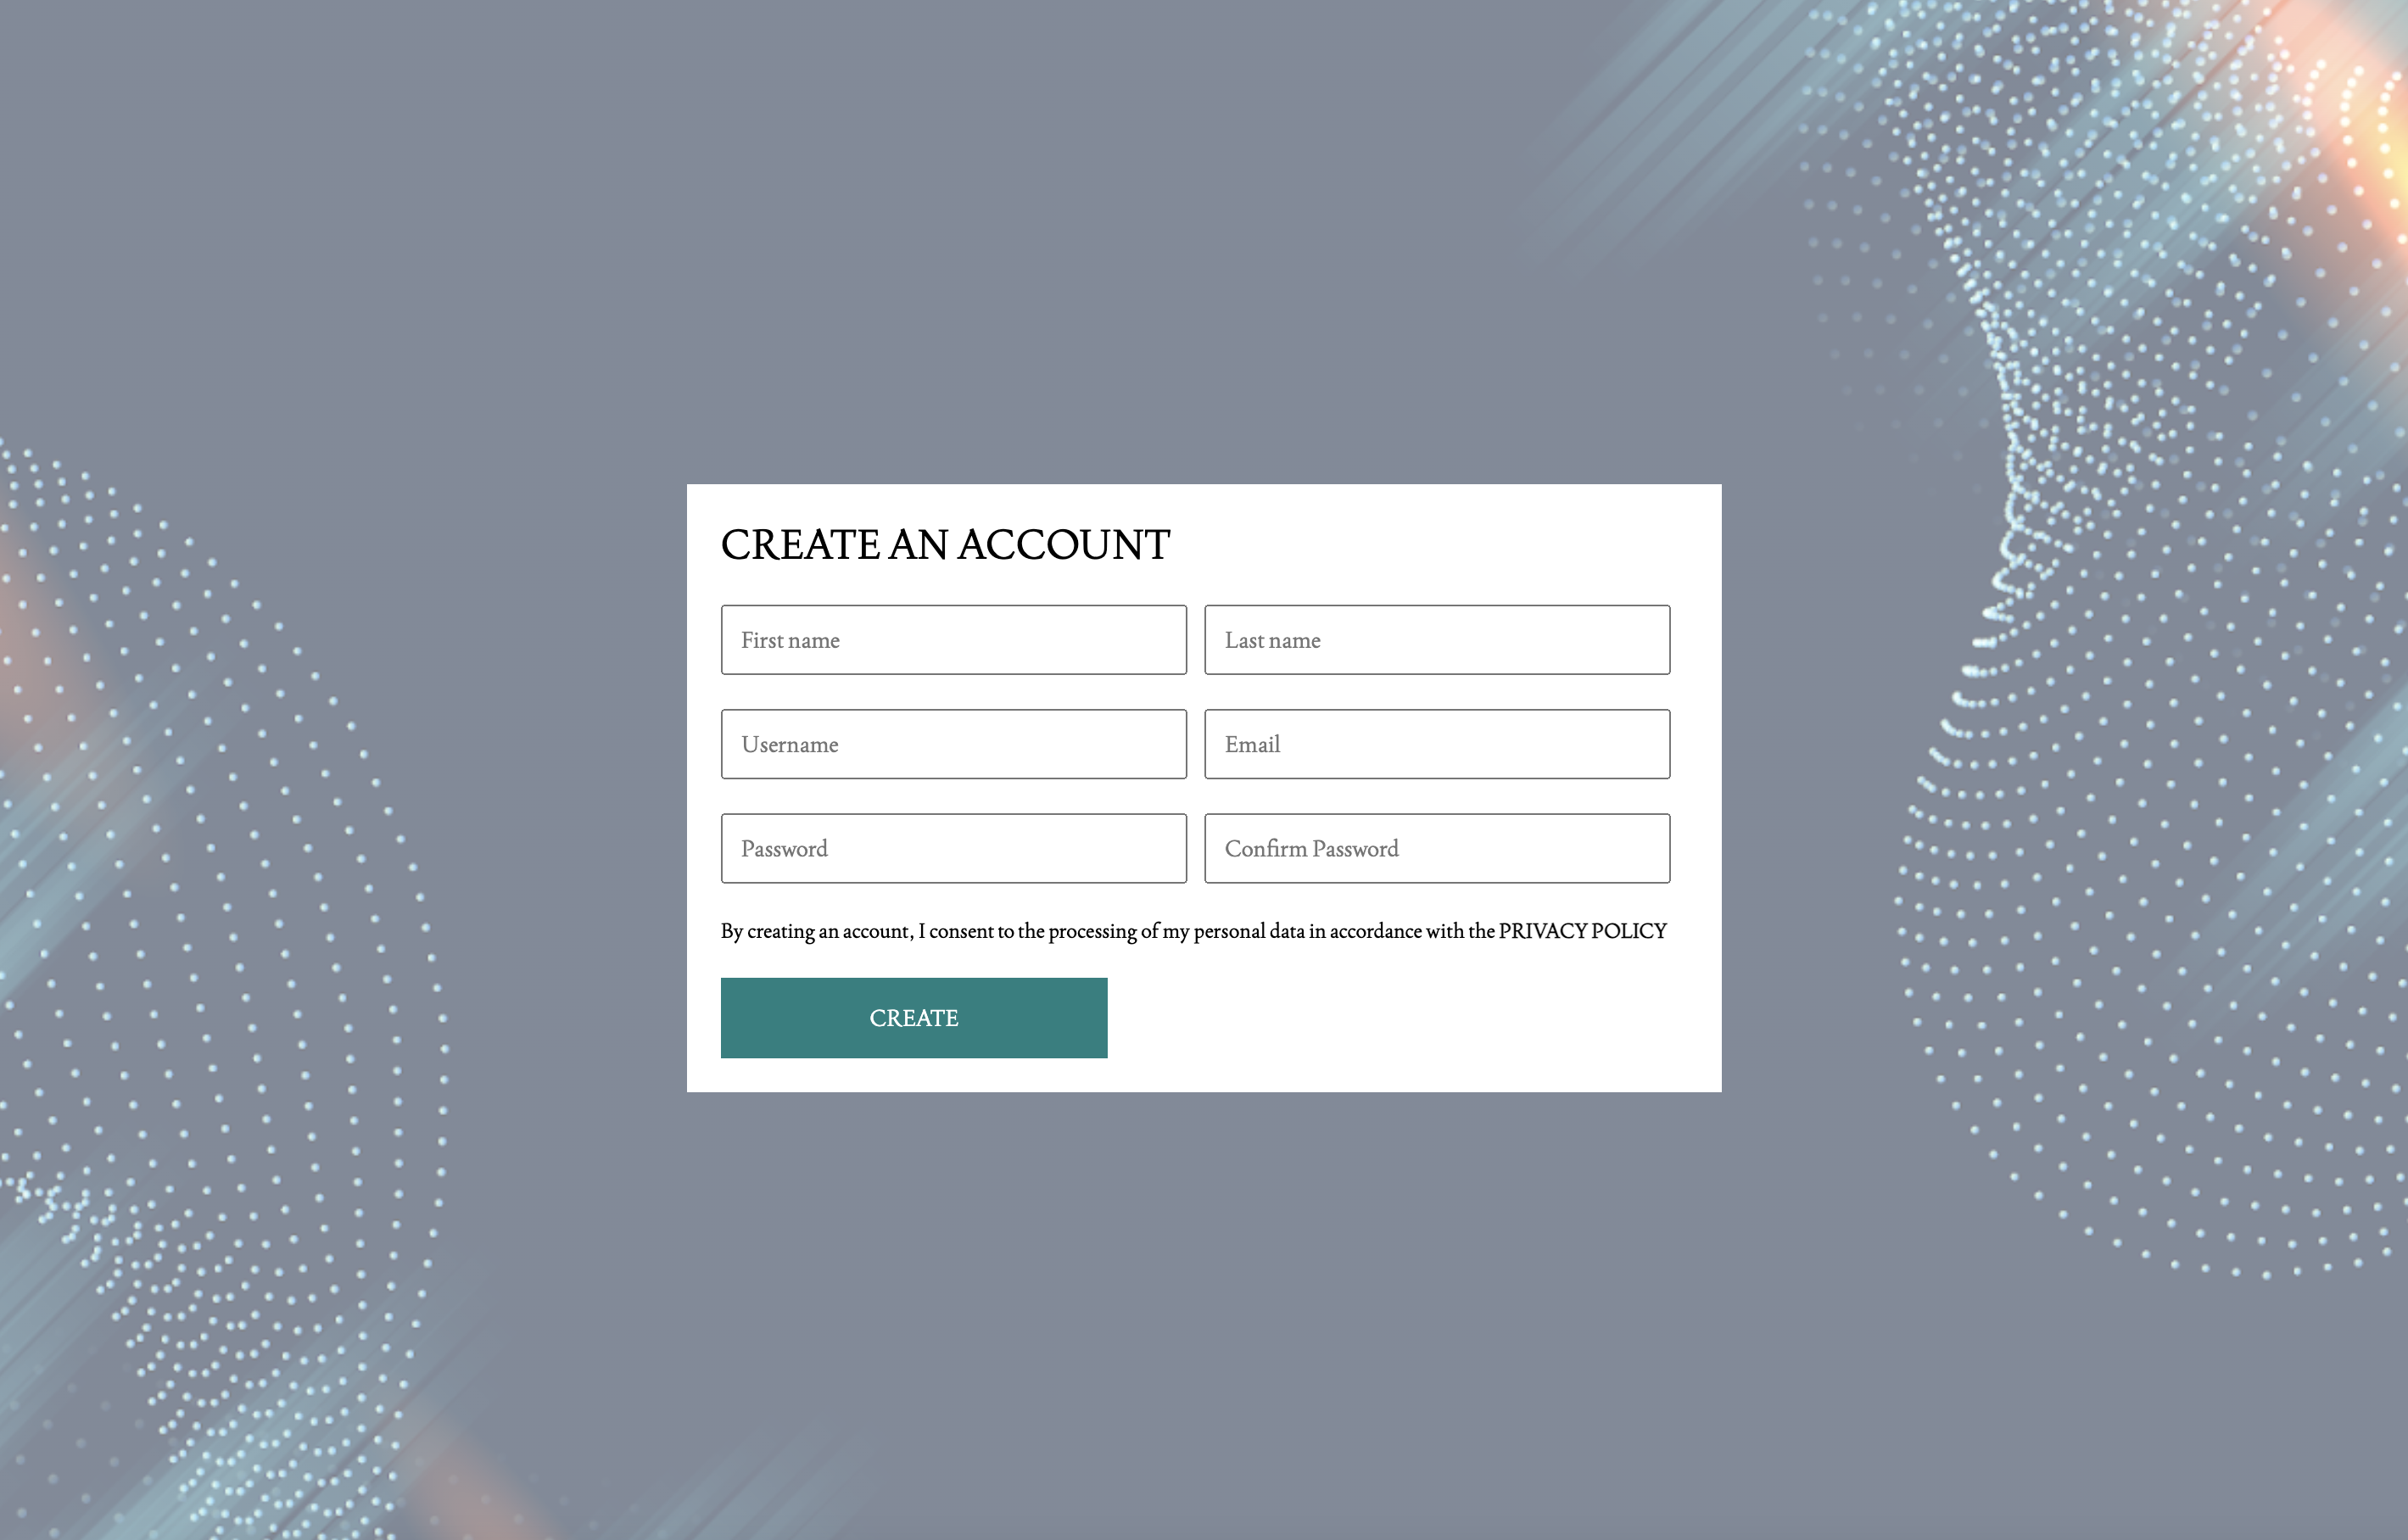 CREATE AN ACCOUNT
First name
Last name
Username
Email
Password
Confirm Password
By creating an account, I consent to the processing of my personal data in accordance with the PRIVACY POLICY
CREATE